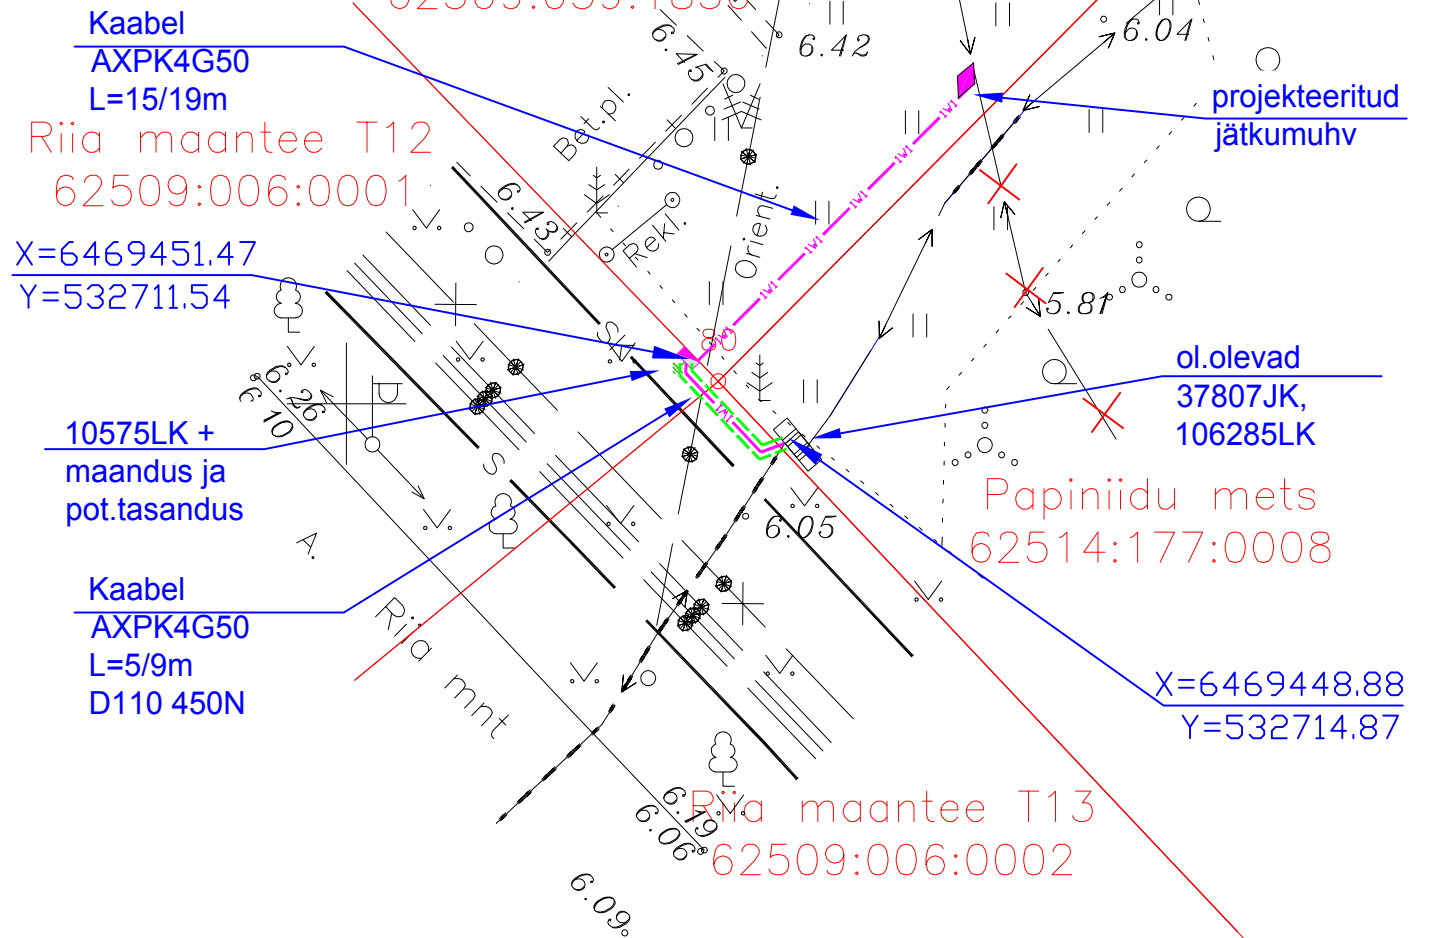 Kaabel
AXPK4G50
L=15/19m
6.45
6.42
6.04
projekteeritud
jätkumuhv
Bet.pl.
Riia maantee T12
62509:006:0001
6.43
Rekl.
Orient.
X=6469451.47
Y=532711.54
5.81
80
ol.olevad
37807JK,
106285LK
6.26
6.10
10575LK +
maandus ja
pot.tasandus
S
S
Papiniidu mets
62514:177:0008
6.05
A.
Kaabel
AXPK4G50
L=5/9m
D110 450N
Riia mnt
X=6469448.88
Y=532714.87
6.19
6.06
Riia maantee T13
62509:006:0002
6.09